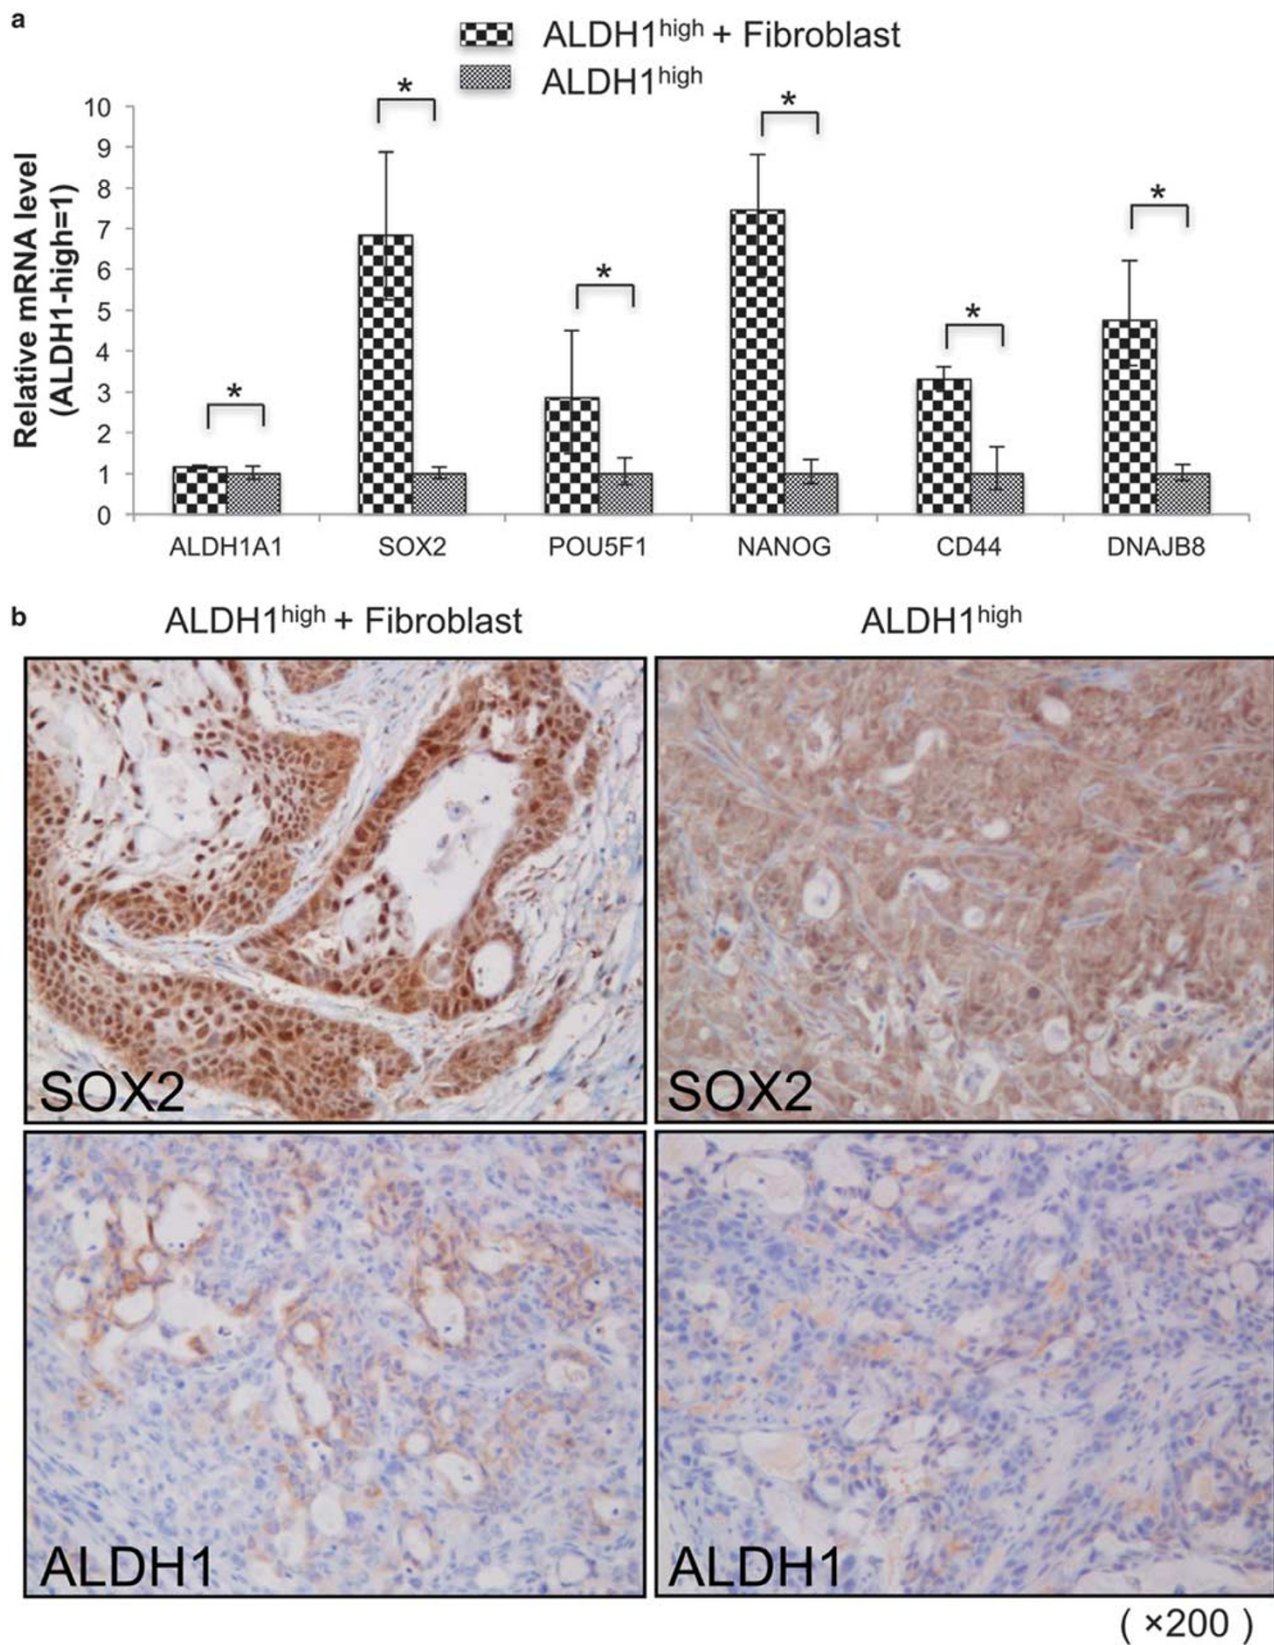 a
ALDH1high + Fibroblast
ALDH1high
*
*
*
*
*
*
Relative mRNA level
(ALDH1-high=1)
10
9
8
7
6
5
4
3
2
1
0
ALDH1A1 SOX2 POU5F1 NANOG CD44 DNAJB8
b
ALDH1high + Fibroblast ALDH1high
SOX2 SOX2
ALDH1 ALDH1
( ×200 )